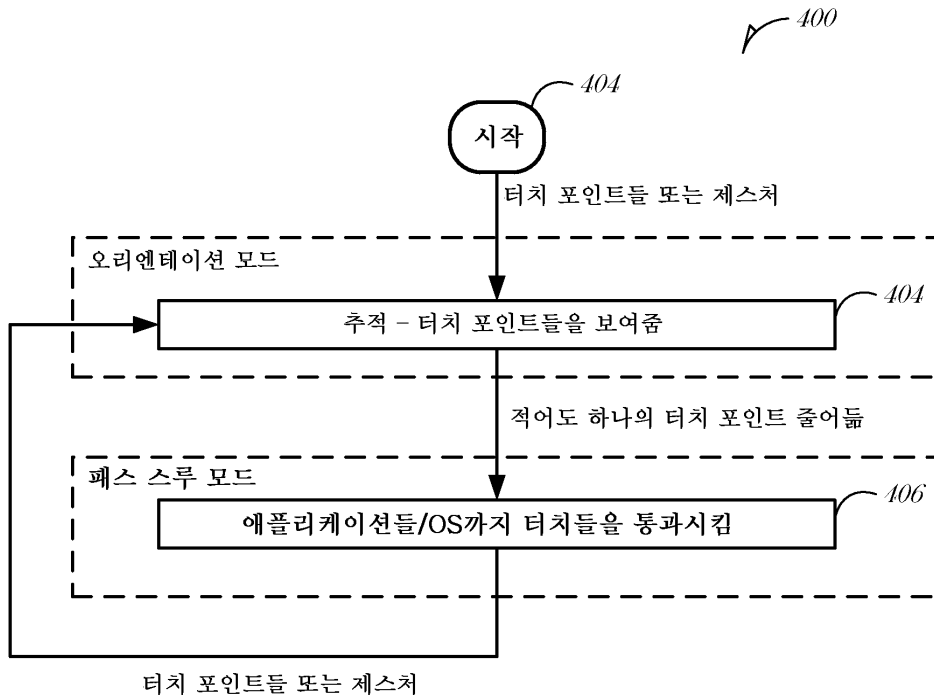 400
404
시작
터치 포인트들 또는 제스처
오리엔테이션 모드
404
추적 – 터치 포인트들을 보여줌
적어도 하나의 터치 포인트 줄어듦
패스 스루 모드
406
애플리케이션들/OS까지 터치들을 통과시킴
터치 포인트들 또는 제스처